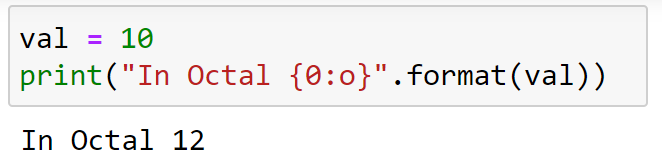 val = 10
print("In Octal {0:o}".format(val))
In Octal 12